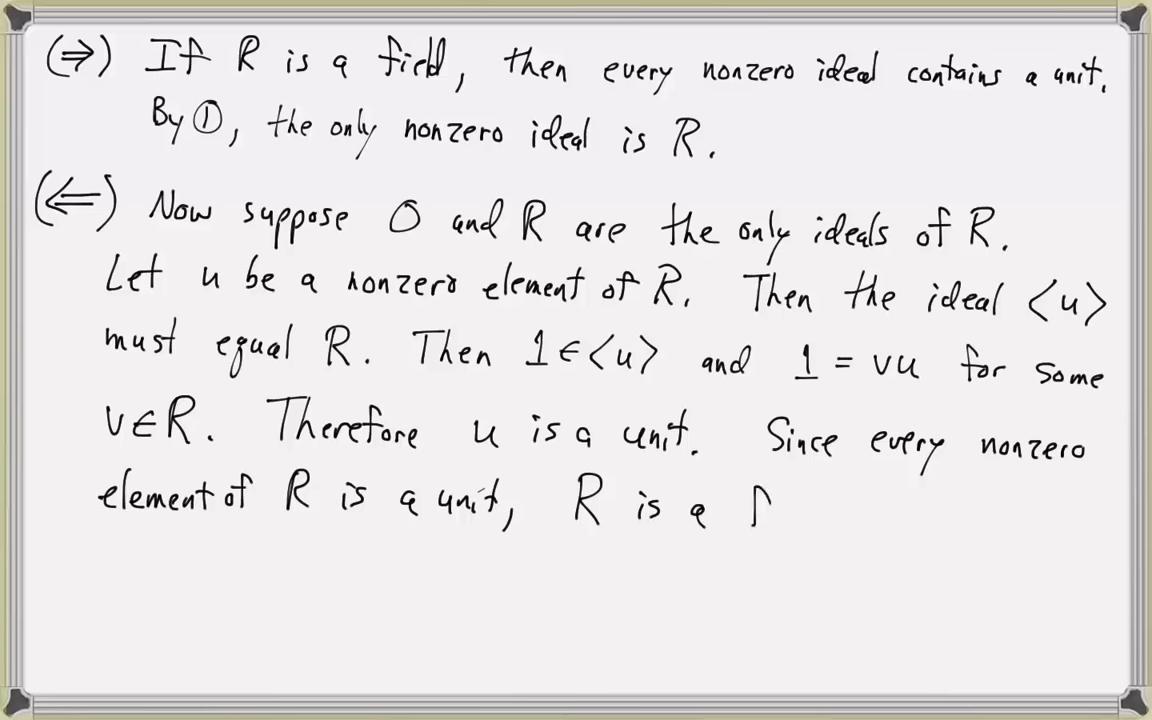 (⇒) If R is a field, then every nonzero ideal contains a unit.
By ①, the only nonzero ideal is R.
(⇐) Now suppose 0 and R are the only ideals of R.
Let u be a nonzero element of R. Then the ideal <u>
must equal R. Then 1∈<u> and 1 = vu for some
v∈R. Therefore u is a unit. Since every nonzero
element of R is a unit, R is a